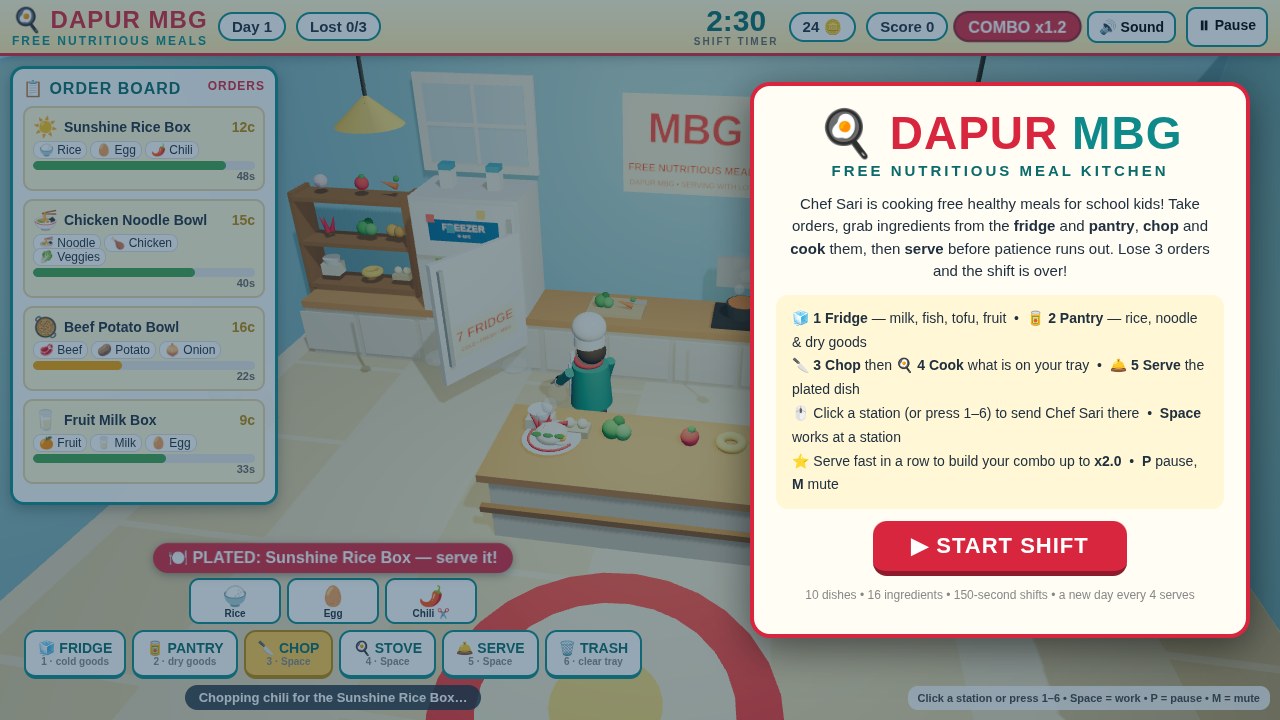 DAPUR MBG
FREE NUTRITIOUS MEALS
Day 1
Lost 0/3
2:30
SHIFT TIMER
24
Score 0
COMBO x1.2
Sound
Pause
ORDER BOARD
ORDERS
Sunshine Rice Box 12c
Rice Egg Chili
48s
Chicken Noodle Bowl 15c
Noodle Chicken
Veggies
40s
Beef Potato Bowl 16c
Beef Potato Onion
22s
Fruit Milk Box 9c
Fruit Milk Egg
33s
MBG
FREE NUTRITIOUS
FREEZER
7 FRIDGE
DAPUR MBG
FREE NUTRITIOUS MEAL KITCHEN
Chef Sari is cooking free healthy meals for school kids! Take
orders, grab ingredients from the fridge and pantry, chop and
cook them, then serve before patience runs out. Lose 3 orders
and the shift is over!
1 Fridge — milk, fish, tofu, fruit • 2 Pantry — rice, noodle
& dry goods
3 Chop then 4 Cook what is on your tray • 5 Serve the
plated dish
Click a station (or press 1–6) to send Chef Sari there • Space
works at a station
Serve fast in a row to build your combo up to x2.0 • P pause,
M mute
▶ START SHIFT
10 dishes • 16 ingredients • 150-second shifts • a new day every 4 serves
PLATED: Sunshine Rice Box — serve it!
Rice
Egg
Chili
FRIDGE
1 · cold goods
PANTRY
2 · dry goods
CHOP
3 · Space
STOVE
4 · Space
SERVE
5 · Space
TRASH
6 · clear tray
Chopping chili for the Sunshine Rice Box…
Click a station or press 1–6 • Space = work • P = pause • M = mute